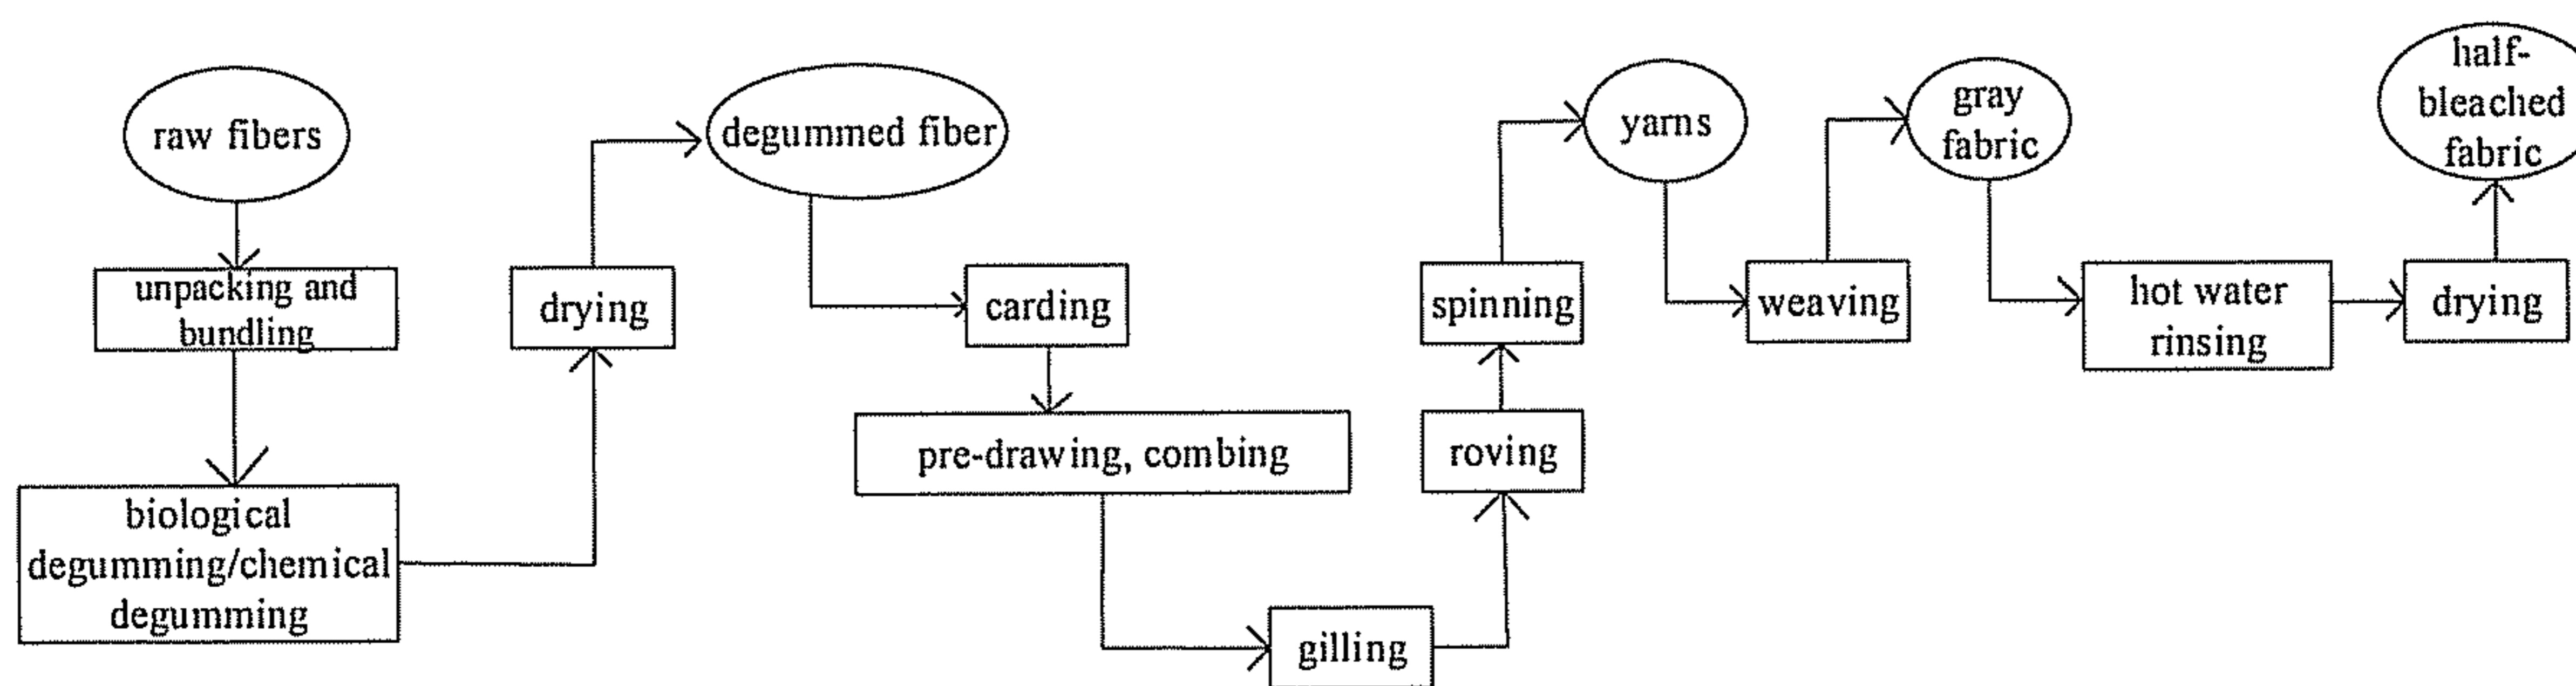 raw fibers
unpacking and
bundling
biological
degumming/chemical
degumming
drying
degummed fiber
carding
pre-drawing, combing
gilling
roving
spinning
yarns
weaving
gray
fabric
hot water
rinsing
drying
half-
bleached
fabric